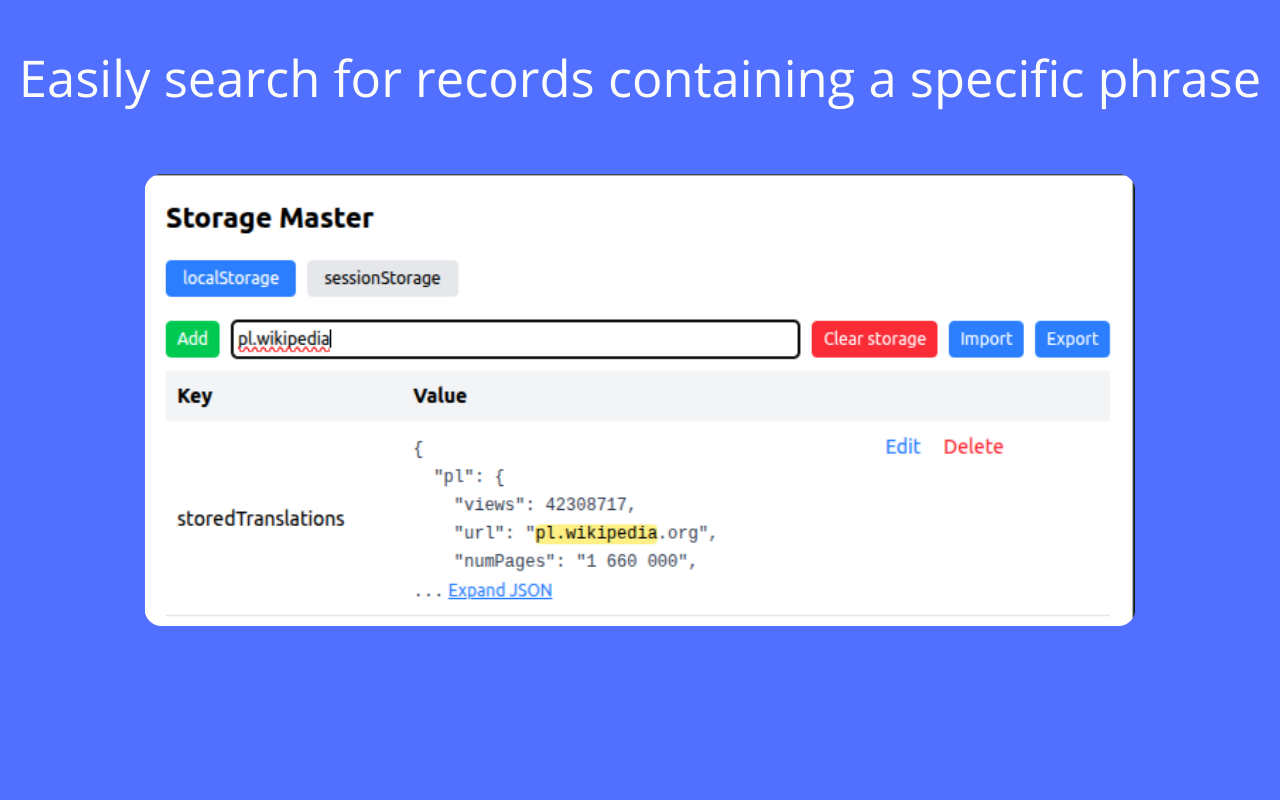 Easily search for records containing a specific phrase
Storage Master
localStorage sessionStorage
Add pl.wikipedia Clear storage Import Export
Key Value
{ Edit Delete
"pl": {
"views": 42308717,
storedTranslations
"url": "pl.wikipedia.org",
"numPages": "1 660 000",
... Expand JSON